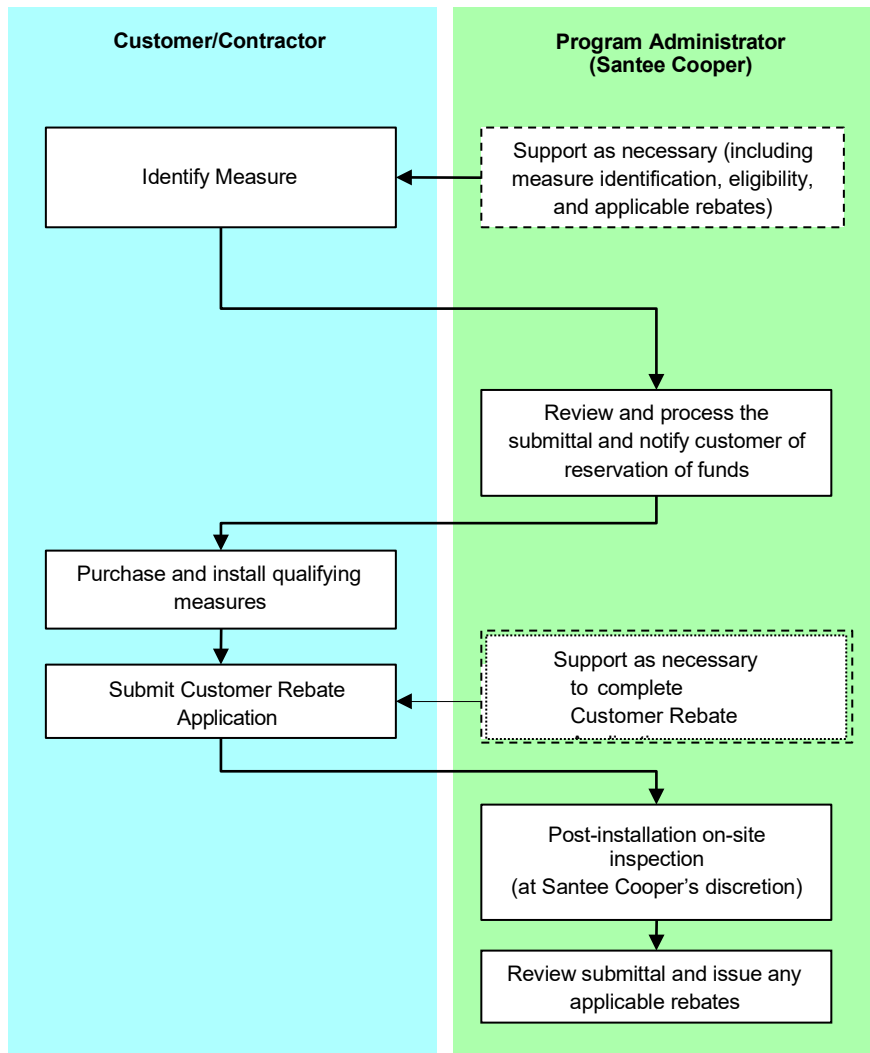 Customer/Contractor
Program Administrator
(Santee Cooper)
Identify Measure
Support as necessary (including
measure identification, eligibility,
and applicable rebates)
Review and process the
submittal and notify customer of
reservation of funds
Purchase and install qualifying
measures
Submit Customer Rebate
Application
Support as necessary
to complete
Customer Rebate
Post-installation on-site
inspection
(at Santee Cooper’s discretion)
Review submittal and issue any
applicable rebates